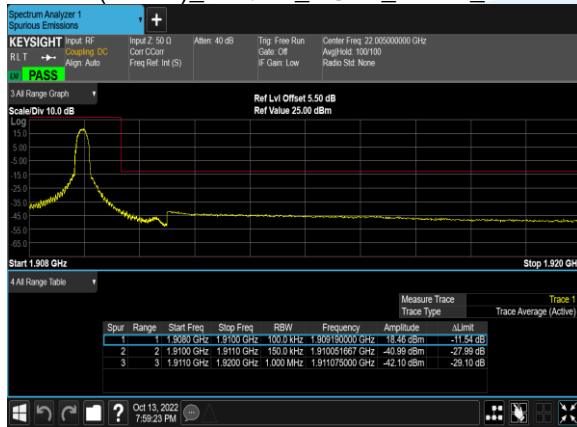 Spectrum Analyzer 1
Spurious Emissions
KEYSIGHT Input: RF Input Z: 50 Ω Atten: 40 dB Trig: Free Run Center Freq: 22.005000000 GHz
RLT Coupling: DC Corr CCorr Gate: Off Avg|Hold: 100/100
Align: Auto Freq Ref: Int (S) IF Gain: Low Radio Std: None
LW PASS
3 All Range Graph
Ref Lvl Offset 5.50 dB
Scale/Div 10.0 dB Ref Value 25.00 dBm
Log
15.0
5.00
-5.00
-15.0
-25.0
-35.0
-45.0
-55.0
-65.0
Start 1.908 GHz Stop 1.920 GH
4 All Range Table
Measure Trace Trace 1
Trace Type Trace Average (Active)
Spur Range Start Freq Stop Freq RBW Frequency Amplitude ΔLimit
1 1 1.9080 GHz 1.9100 GHz 100.0 kHz 1.909190000 GHz 18.46 dBm -11.54 dB
2 2 1.9100 GHz 1.9110 GHz 150.0 kHz 1.910051667 GHz -40.99 dBm -27.99 dB
3 3 1.9110 GHz 1.9200 GHz 1.000 MHz 1.911075000 GHz -42.10 dBm -29.10 dB
? Oct 13, 2022
7:59:23 PM